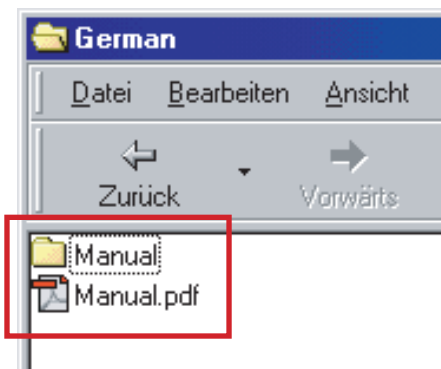 German
Datei Bearbeiten Ansicht
Zurück Vorwärts
Manual
Manual.pdf